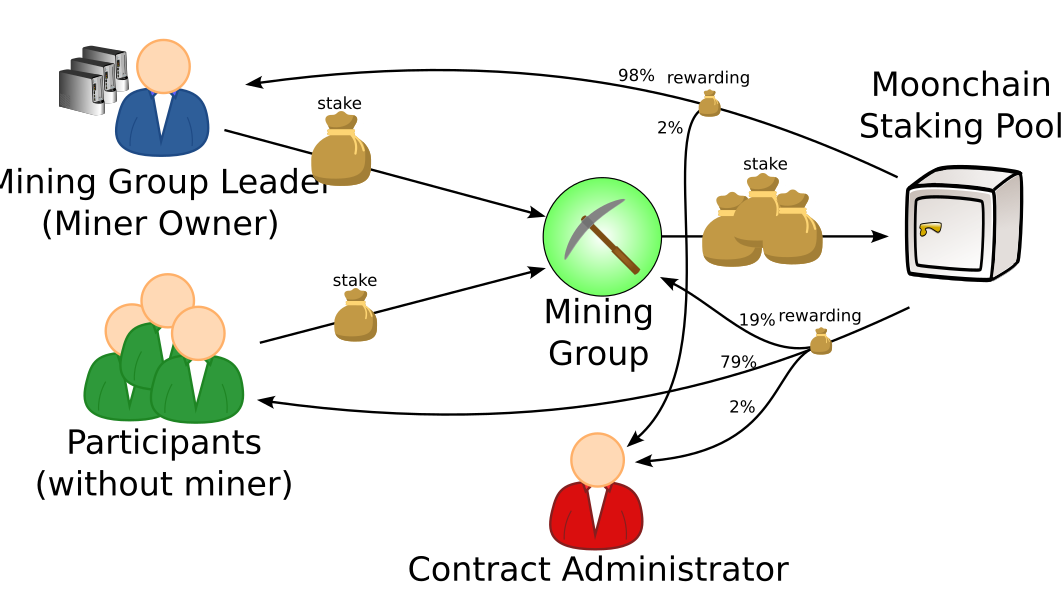 98% rewarding
Moonchain
Staking Pool
stake
2%
stake
Mining Group Leader
(Miner Owner)
stake
Mining
Group
19% rewarding
79%
2%
Participants
(without miner)
Contract Administrator